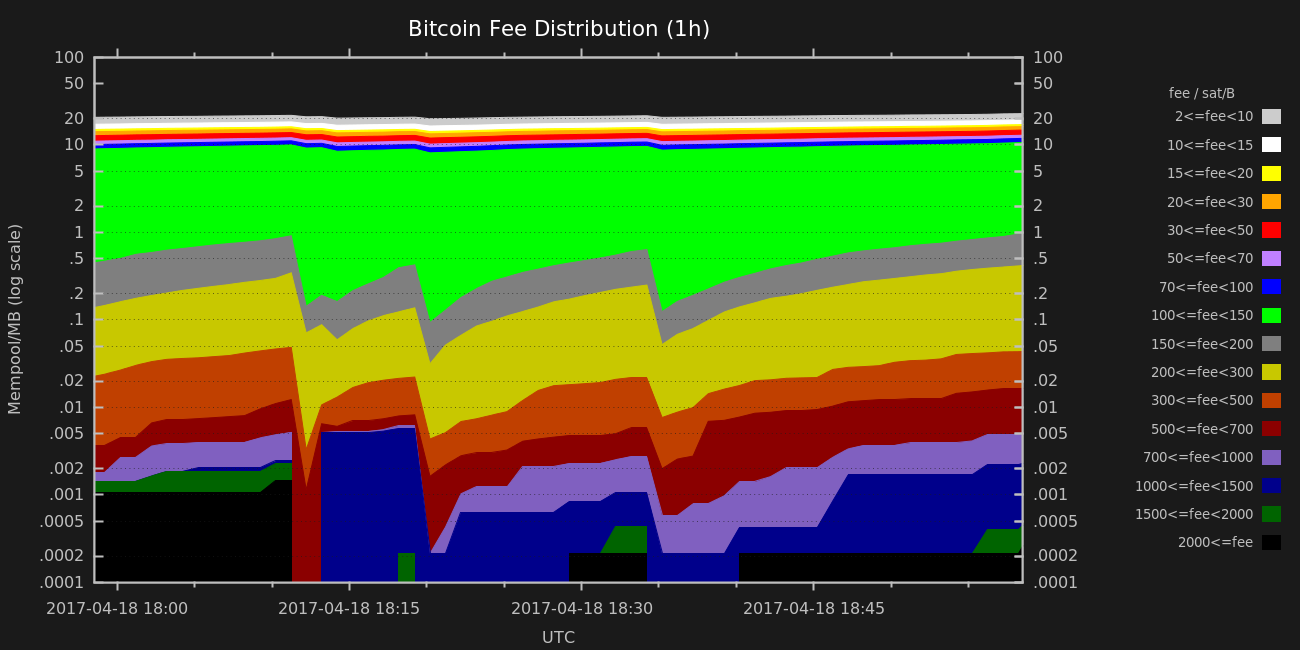 Bitcoin Fee Distribution (1h)
Mempool/MB (log scale)
100
50
20
10
5
2
1
.5
.2
.1
.05
.02
.01
.005
.002
.001
.0005
.0002
.0001
100
50
20
10
5
2
1
.5
.2
.1
.05
.02
.01
.005
.002
.001
.0005
.0002
.0001
2017-04-18 18:00 2017-04-18 18:15 2017-04-18 18:30 2017-04-18 18:45
UTC
fee / sat/B
2<=fee<10
10<=fee<15
15<=fee<20
20<=fee<30
30<=fee<50
50<=fee<70
70<=fee<100
100<=fee<150
150<=fee<200
200<=fee<300
300<=fee<500
500<=fee<700
700<=fee<1000
1000<=fee<1500
1500<=fee<2000
2000<=fee